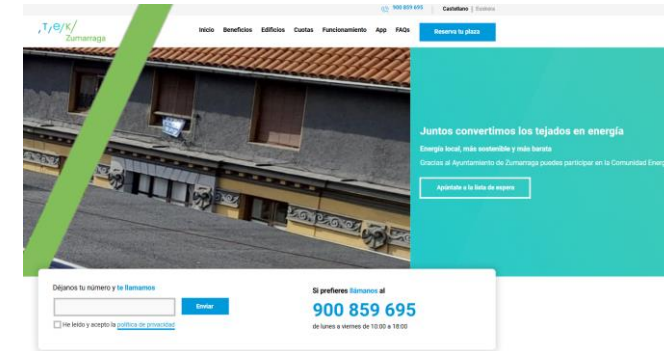 900 859 695 Castellano | Euskera
TEK/
Zumarraga
Inicio Beneficios Edificios Cuotas Funcionamiento App FAQs Reserva tu plaza
Juntos convertimos los tejados en energía
Energía local, más sostenible y más barata
Gracias al Ayuntamiento de Zumarraga puedes participar en la Comunidad Energ
Apúntate a la lista de espera
Déjanos tu número y te llamamos
Enviar
He leído y acepto la política de privacidad
Si prefieres llámanos al
900 859 695
de lunes a viernes de 10:00 a 18:00